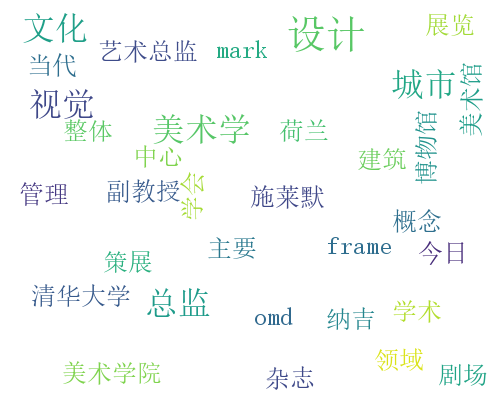 文化
设计
展览
艺术总监
mark
当代
城市
美术馆
视觉
整体
美术学
荷兰
博物馆
中心
建筑
管理
副教授
学会
施莱默
概念
主要
frame
今日
策展
清华大学
总监
omd
纳吉
学术
美术学院
杂志
领域
剧场